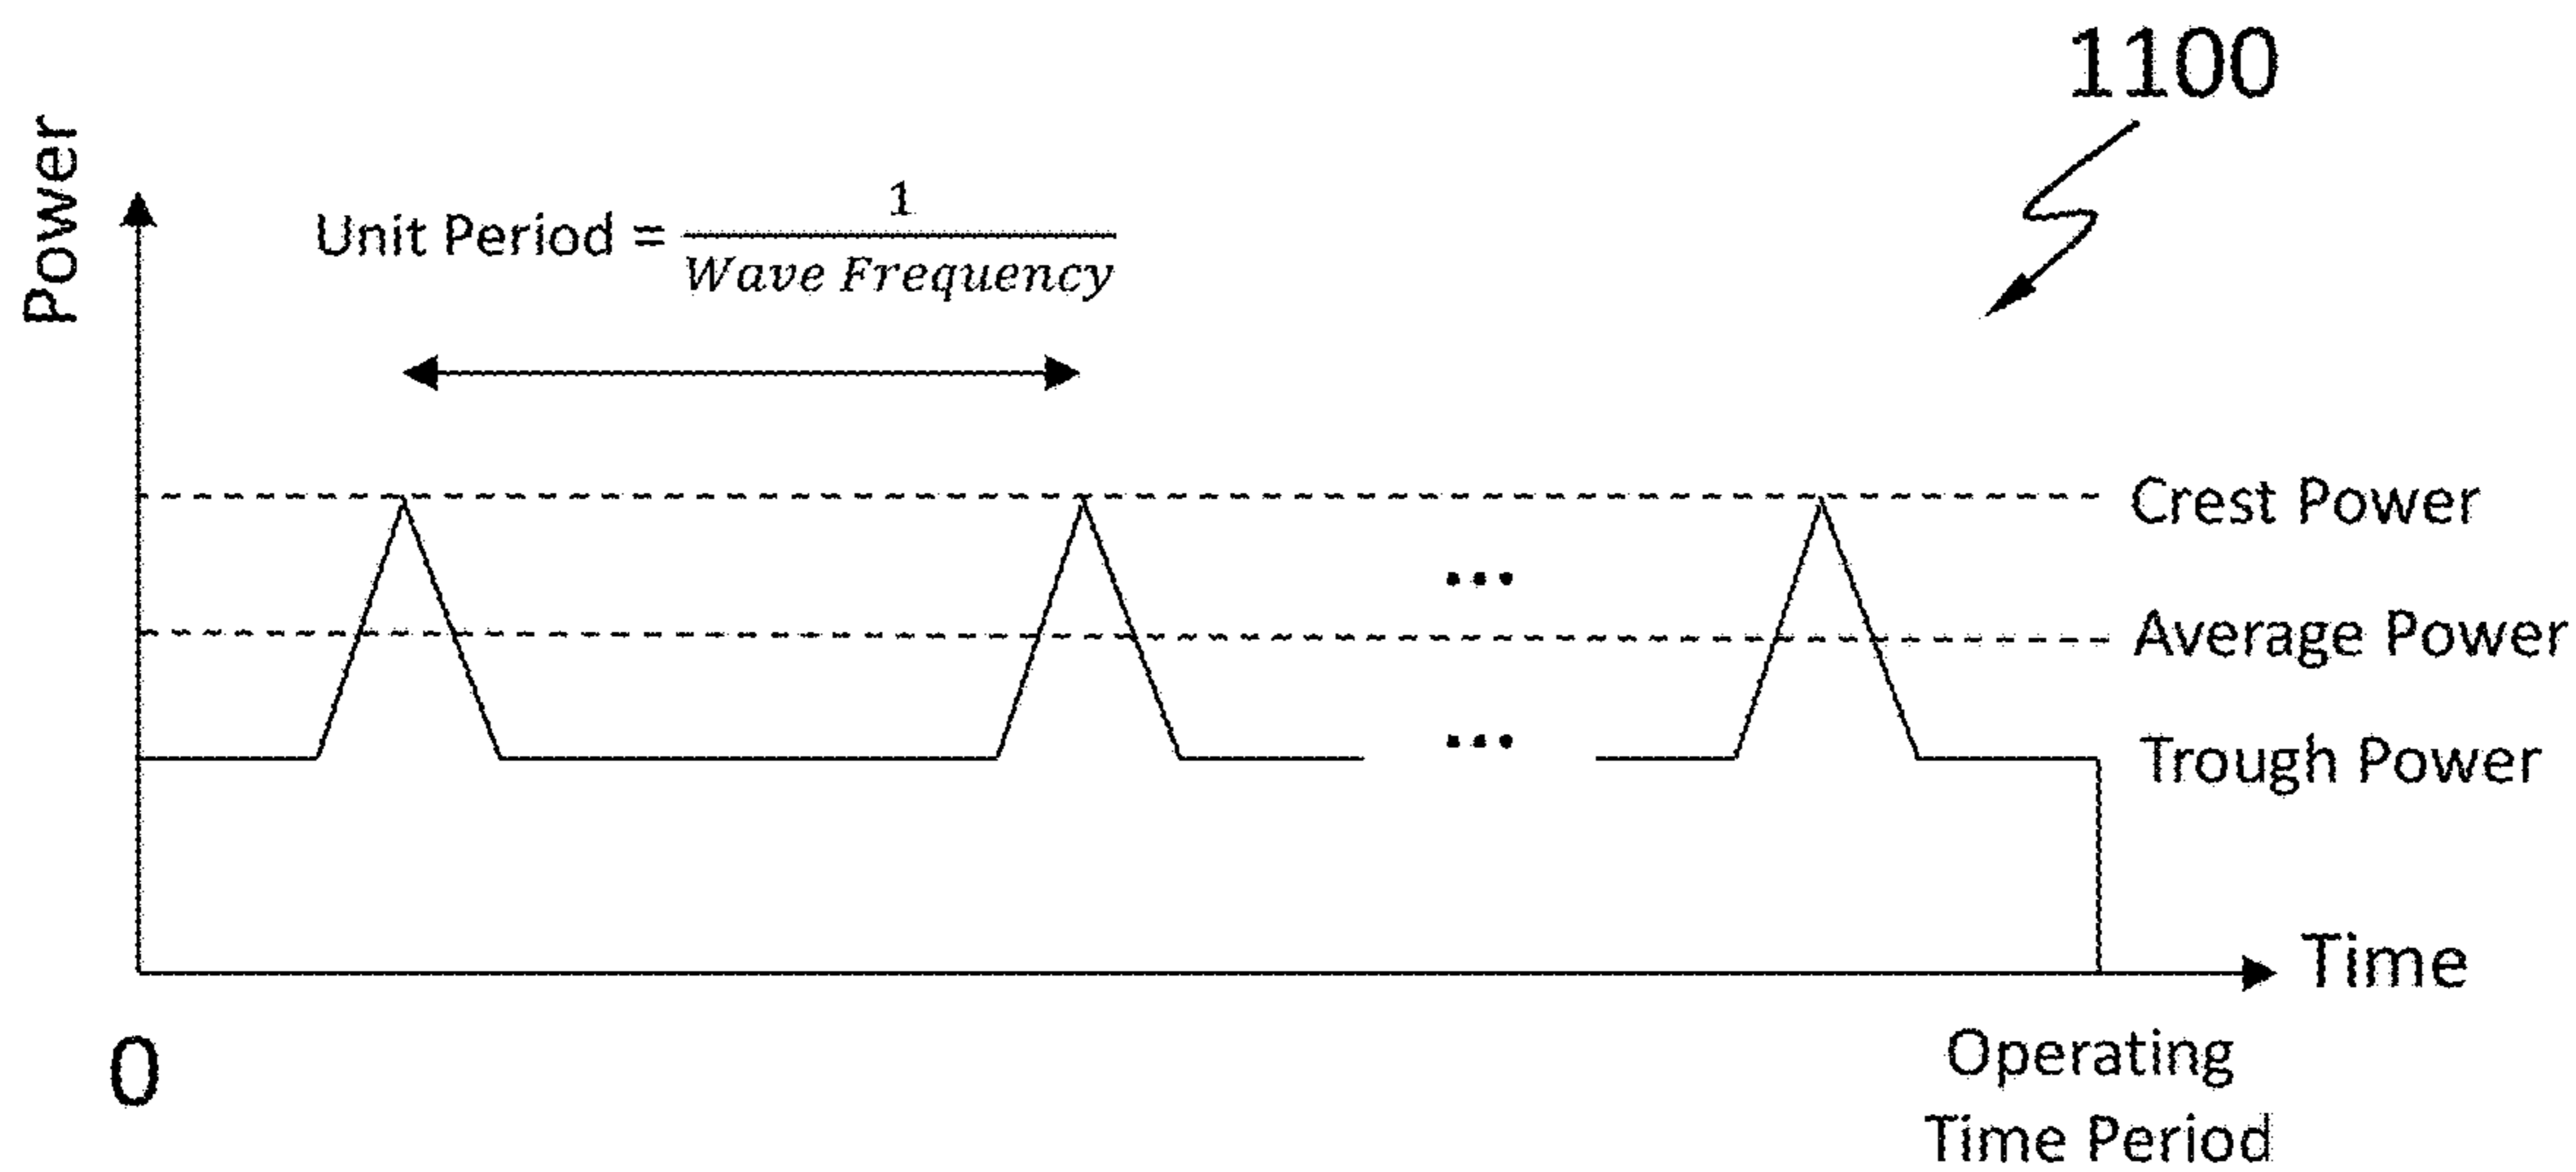 1100
Power
1
Unit Period =
Wave Frequency
Crest Power
...
Average Power
...
Trough Power
Time
0
Operating
Time Period